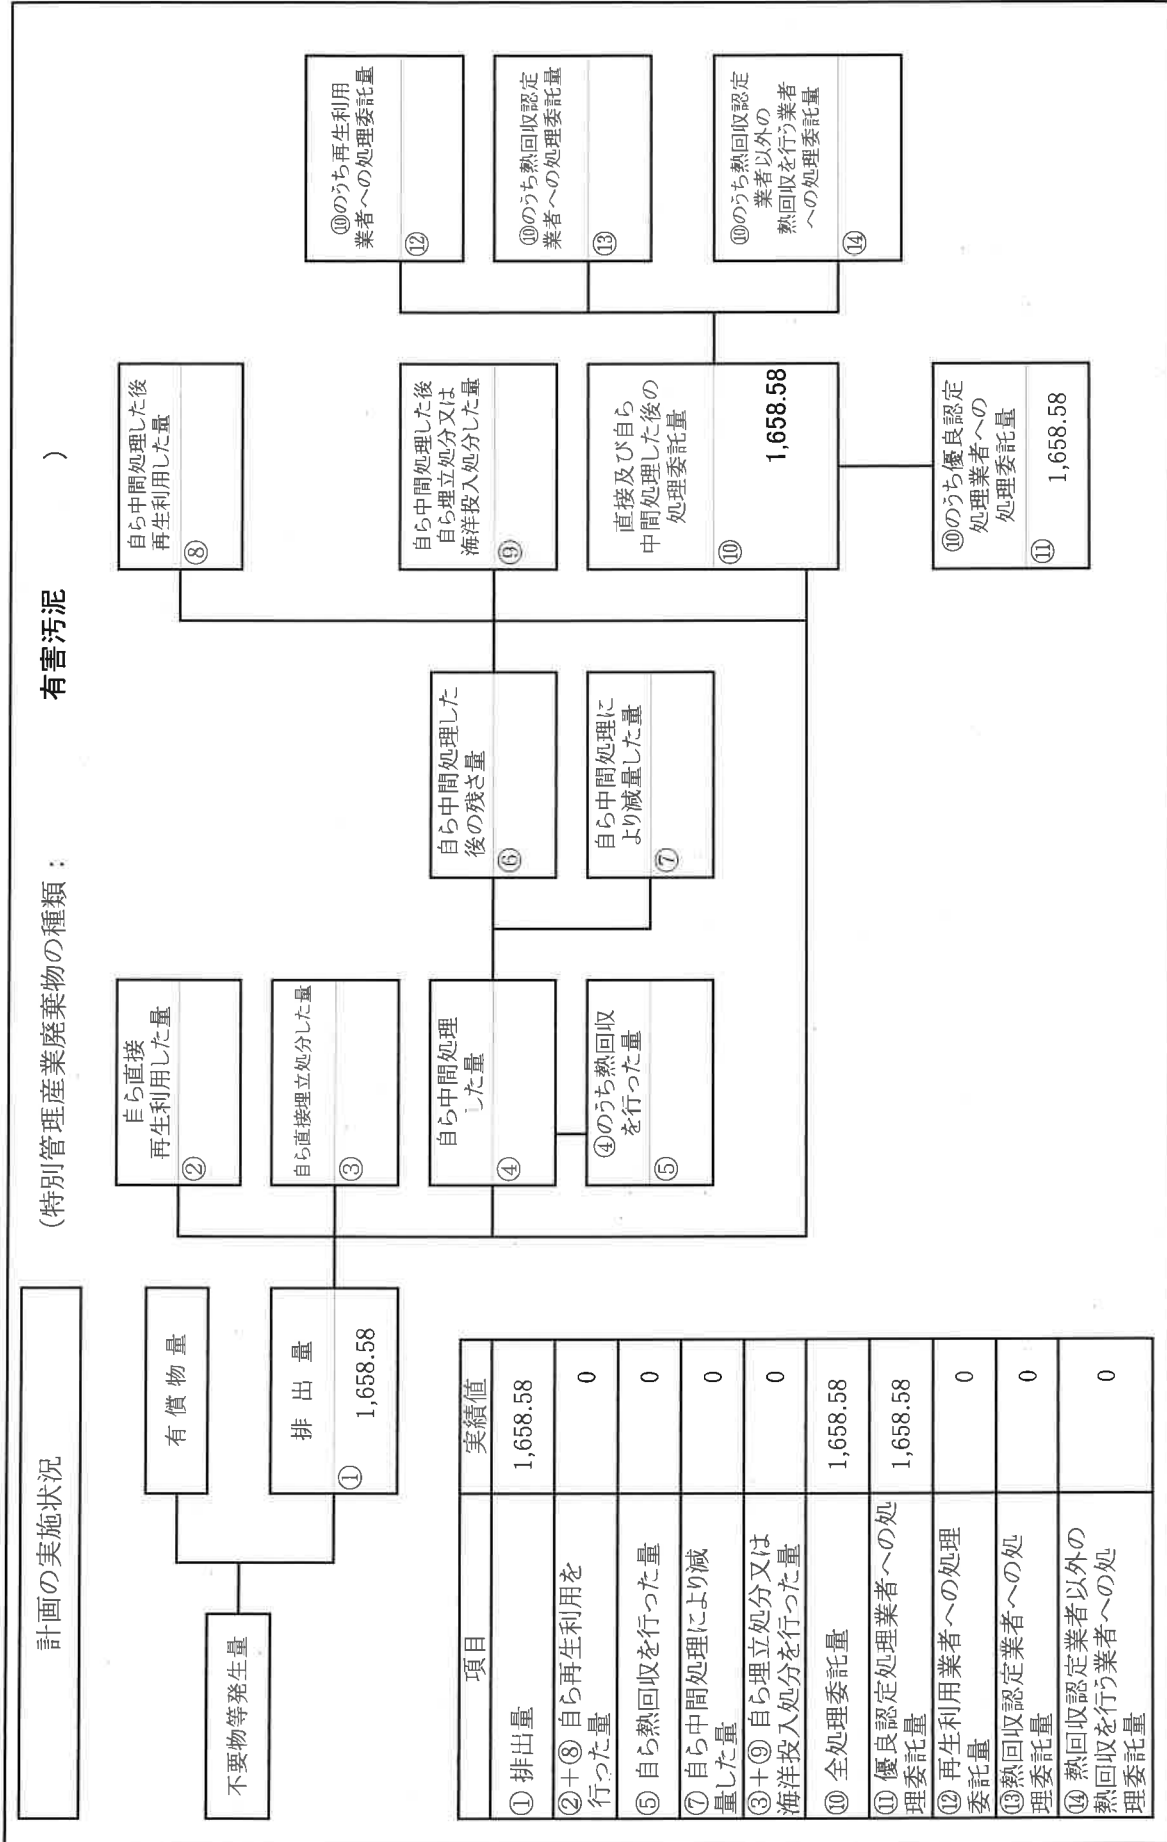 計画の実施状況
(特別管理産業廃棄物の種類： 有害汚泥 )
不要物等発生量
有償物量
排出量
① 1,658.58
自ら直接
再生利用した量
②
自ら直接埋立処分した量
③
自ら中間処理
した量
④
④のうち熱回収
を行った量
⑤
自ら中間処理した
後の残さ量
⑥
自ら中間処理に
より減量した量
⑦
自ら中間処理した後
再生利用した量
⑧
自ら中間処理した後
自ら埋立処分又は
海洋投入処分した量
⑨
直接及び自ら
中間処理した後の
処理委託量
⑩
1,658.58
⑩のうち優良認定
処理業者への
処理委託量
⑪
1,658.58
⑩のうち再生利用
業者への処理委託量
⑫
⑩のうち熱回収認定
業者への処理委託量
⑬
⑩のうち熱回収認定
業者以外の
熱回収を行う業者
への処理委託量
⑭
項目 実績値
① 排出量 1,658.58
②＋⑧ 自ら再生利用を
行った量 0
⑤ 自ら熱回収を行った量 0
⑦ 自ら中間処理により減
量した量 0
③＋⑨ 自ら埋立処分又は
海洋投入処分を行った量 0
⑩ 全処理委託量 1,658.58
⑪ 優良認定処理業者への処
理委託量 1,658.58
⑫ 再生利用業者への処理
委託量 0
⑬熱回収認定業者への処
理委託量 0
⑭ 熱回収認定業者以外の
熱回収を行う業者への処
理委託量 0